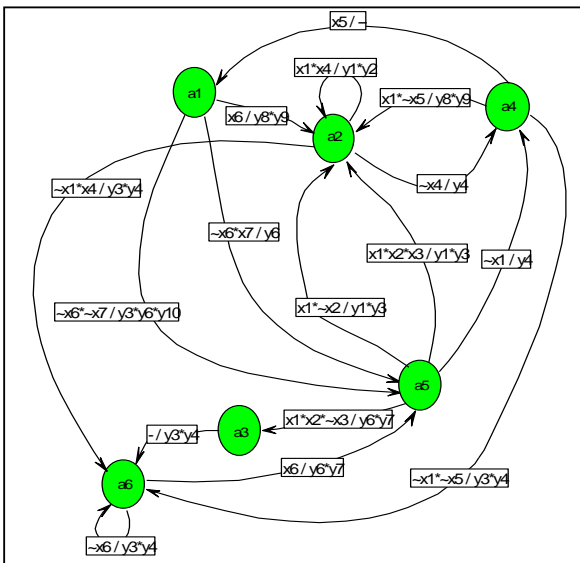 x5 / --
x1*x4 / y1*y2
a1
x1*~x5 / y8*y9
a4
x6 / y8*y9
a2
~x1*x4 / y3*y4
~x4 / y4
~x6*x7 / y6
x1*x2*x3 / y1*y3
~x1 / y4
x1*~x2 / y1*y3
~x6*~x7 / y3*y6*y10
a5
x1*x2*~x3 / y6*y7
a3
- / y3*y4
x6 / y6*y7
~x1*~x5 / y3*y4
a6
~x6 / y3*y4